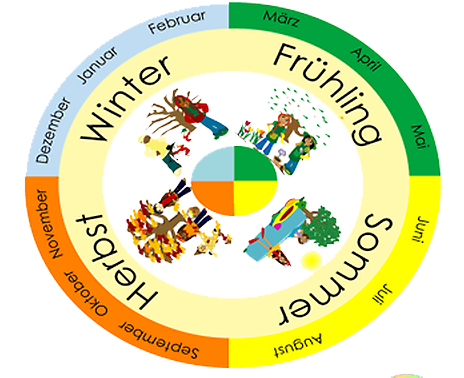 Februar
März
Januar
April
Dezember
Mai
Winter
Frühling
November
Juni
Herbst
Sommer
Oktober
Juli
September
August